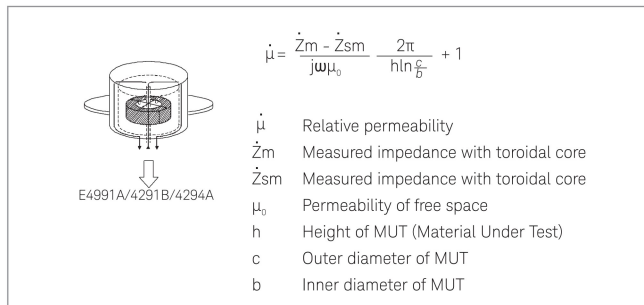 μ̇ = (Żm - Żsm)/(jωμ₀) 2π/(hln c/b) + 1
μ̇ Relative permeability
Żm Measured impedance with toroidal core
Żsm Measured impedance with toroidal core
μ₀ Permeability of free space
h Height of MUT (Material Under Test)
c Outer diameter of MUT
b Inner diameter of MUT
E4991A/4291B/4294A